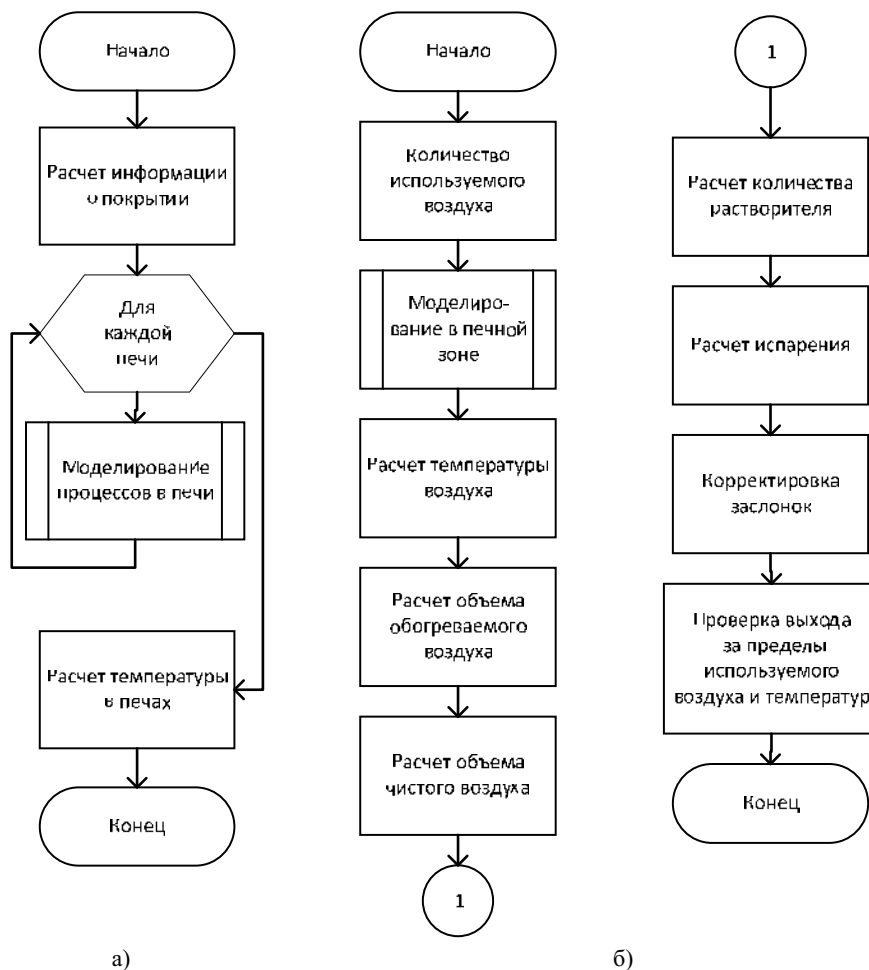 Начало
Расчет информации
о покрытии
Для
каждой
печи
Моделирование
процессов в печи
Расчет температуры
в печах
Конец
а)
Начало
Количество
используемого
воздуха
Моделиро-
вание в печной
зоне
Расчет температуры
воздуха
Расчет объема
обогреваемого
воздуха
Расчет объема
чистого воздуха
1
1
Расчет количества
растворителя
Расчет испарения
Корректировка
заслонок
Проверка выхода
за пределы
используемого
воздуха и температур
Конец
б)